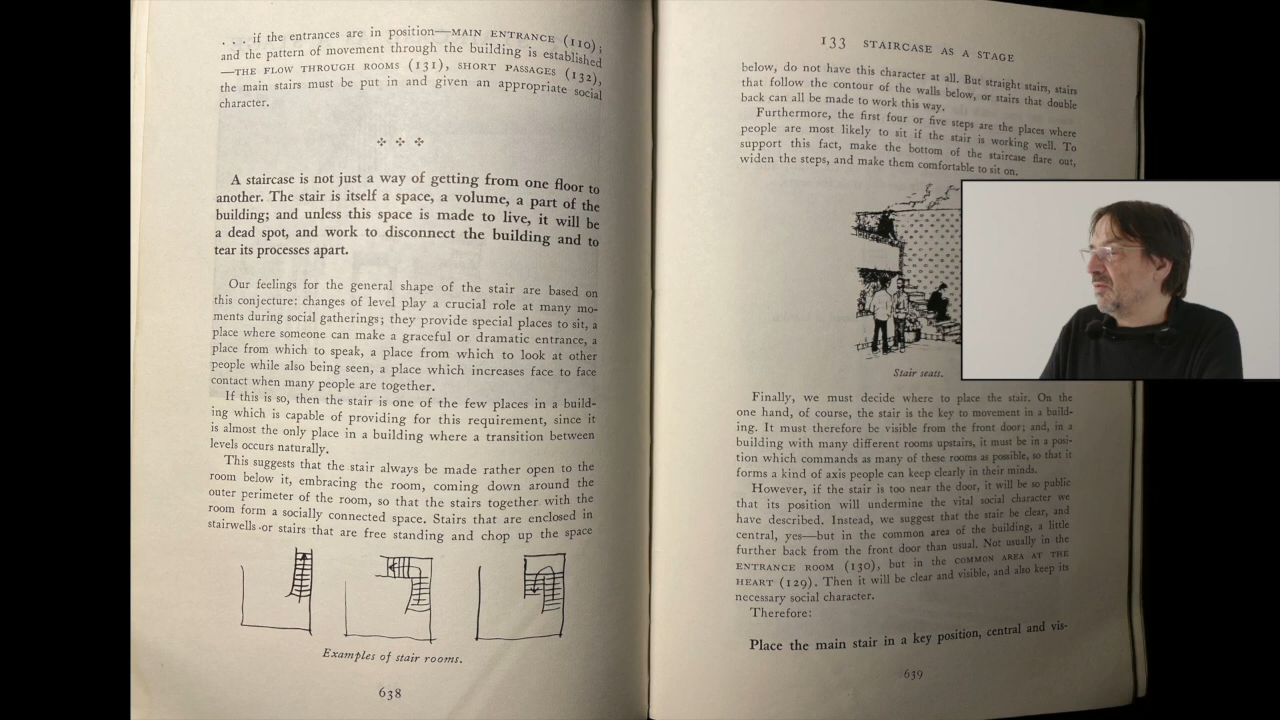 . . . if the entrances are in position—MAIN ENTRANCE (110);
and the pattern of movement through the building is established
—THE FLOW THROUGH ROOMS (131), SHORT PASSAGES (132),
the main stairs must be put in and given an appropriate social
character.
A staircase is not just a way of getting from one floor to
another. The stair is itself a space, a volume, a part of the
building; and unless this space is made to live, it will be
a dead spot, and work to disconnect the building and to
tear its processes apart.
Our feelings for the general shape of the stair are based on
this conjecture: changes of level play a crucial role at many mo-
ments during social gatherings; they provide special places to sit, a
place where someone can make a graceful or dramatic entrance, a
place from which to speak, a place from which to look at other
people while also being seen, a place which increases face to face
contact when many people are together.
If this is so, then the stair is one of the few places in a build-
ing which is capable of providing for this requirement, since it
is almost the only place in a building where a transition between
levels occurs naturally.
This suggests that the stair always be made rather open to the
room below it, embracing the room, coming down around the
outer perimeter of the room, so that the stairs together with the
room form a socially connected space. Stairs that are enclosed in
stairwells or stairs that are free standing and chop up the space
Examples of stair rooms.
638
133 STAIRCASE AS A STAGE
below, do not have this character at all. But straight stairs, stairs
that follow the contour of the walls below, or stairs that double
back can all be made to work this way.
Furthermore, the first four or five steps are the places where
people are most likely to sit if the stair is working well. To
support this fact, make the bottom of the staircase flare out,
widen the steps, and make them comfortable to sit on.
Stair seats.
Finally, we must decide where to place the stair. On the
one hand, of course, the stair is the key to movement in a build-
ing. It must therefore be visible from the front door; and, in a
building with many different rooms upstairs, it must be in a posi-
tion which commands as many of these rooms as possible, so that it
forms a kind of axis people can keep clearly in their minds.
However, if the stair is too near the door, it will be so public
that its position will undermine the vital social character we
have described. Instead, we suggest that the stair be clear, and
central, yes—but in the common area of the building, a little
further back from the front door than usual. Not usually in the
ENTRANCE ROOM (130), but in the COMMON AREA AT THE
HEART (129). Then it will be clear and visible, and also keep its
necessary social character.
Therefore:
Place the main stair in a key position, central and vis-
639